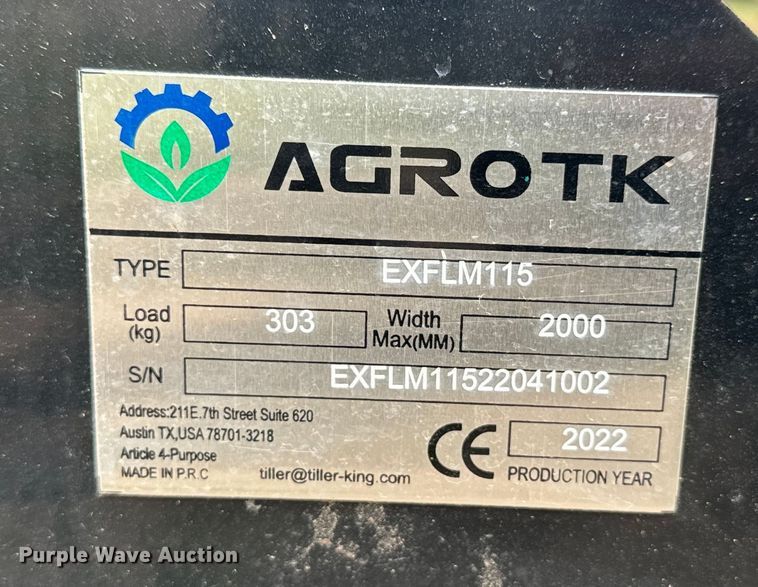 AGROTK
TYPE EXFLM115
Load (kg) 303 Width Max(MM) 2000
S/N EXFLM11522041002
Address:211E.7th Street Suite 620
Austin TX,USA 78701-3218
Article 4-Purpose
MADE IN P.R.C tiller@tiller-king.com
CE 2022
PRODUCTION YEAR
Purple Wave Auction